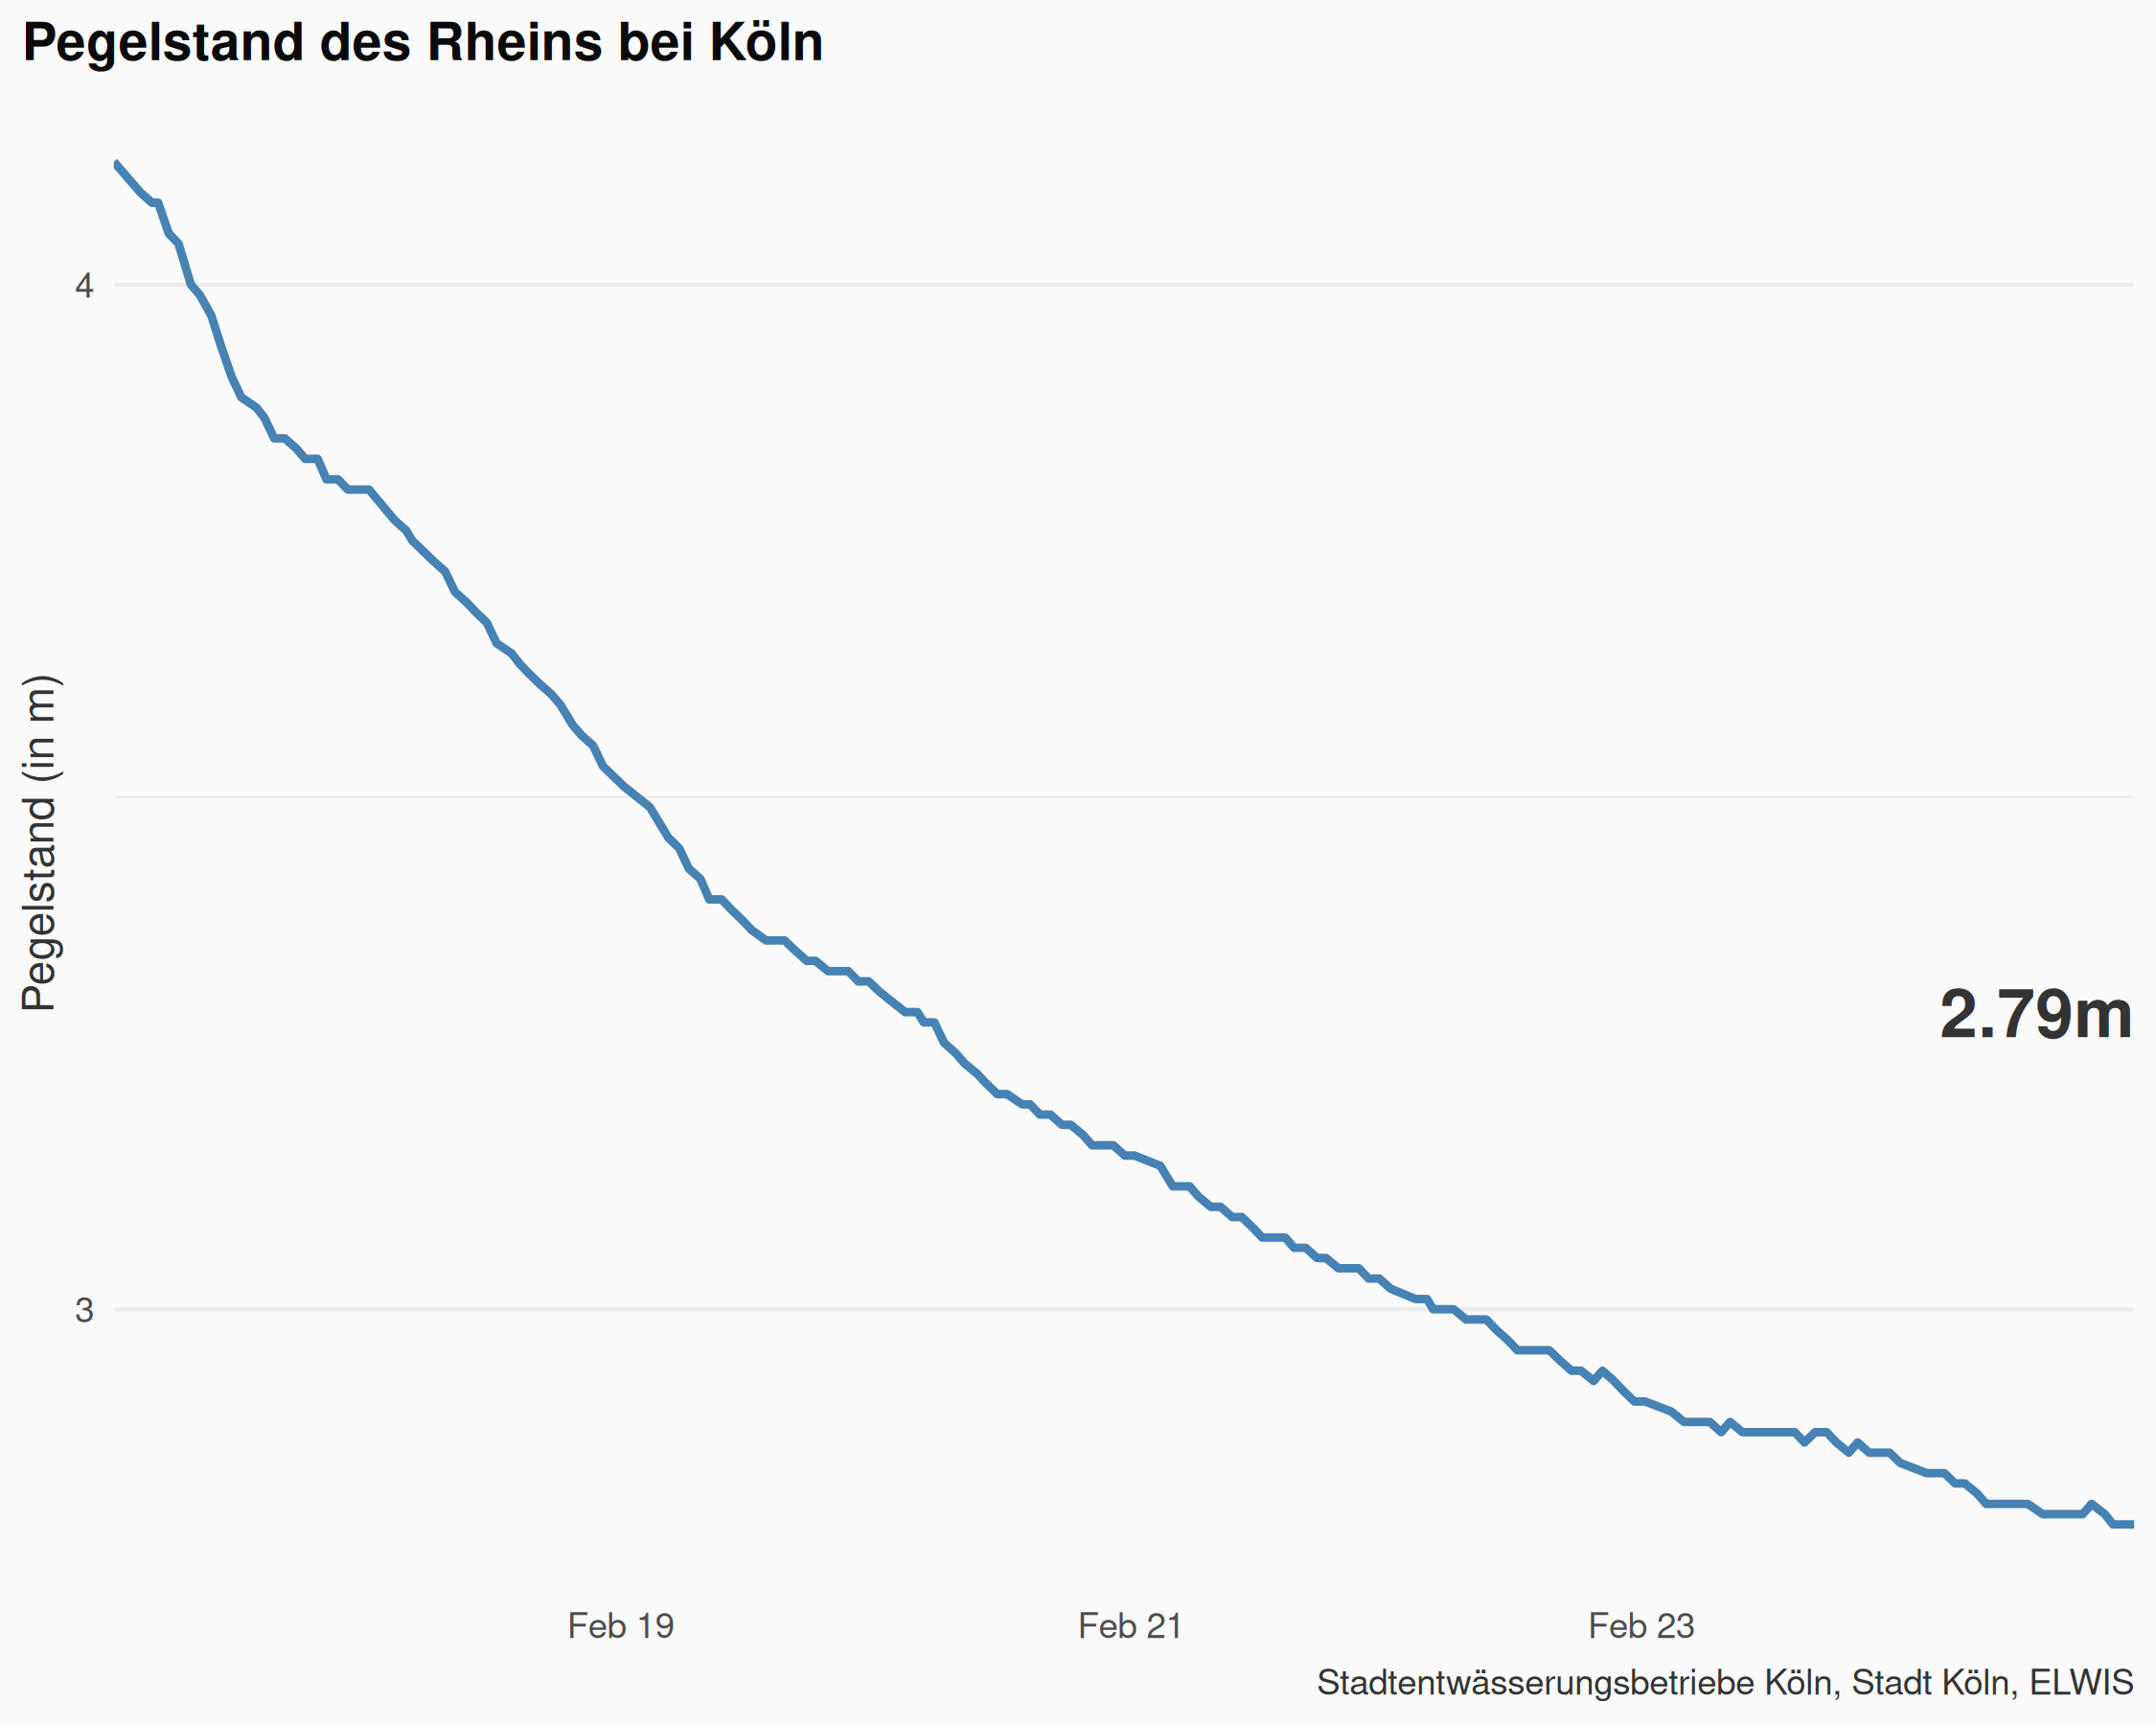 Pegelstand des Rheins bei Köln
Pegelstand (in m)
4
3
2.79m
Feb 19
Feb 21
Feb 23
Stadtentwässerungsbetriebe Köln, Stadt Köln, ELWIS